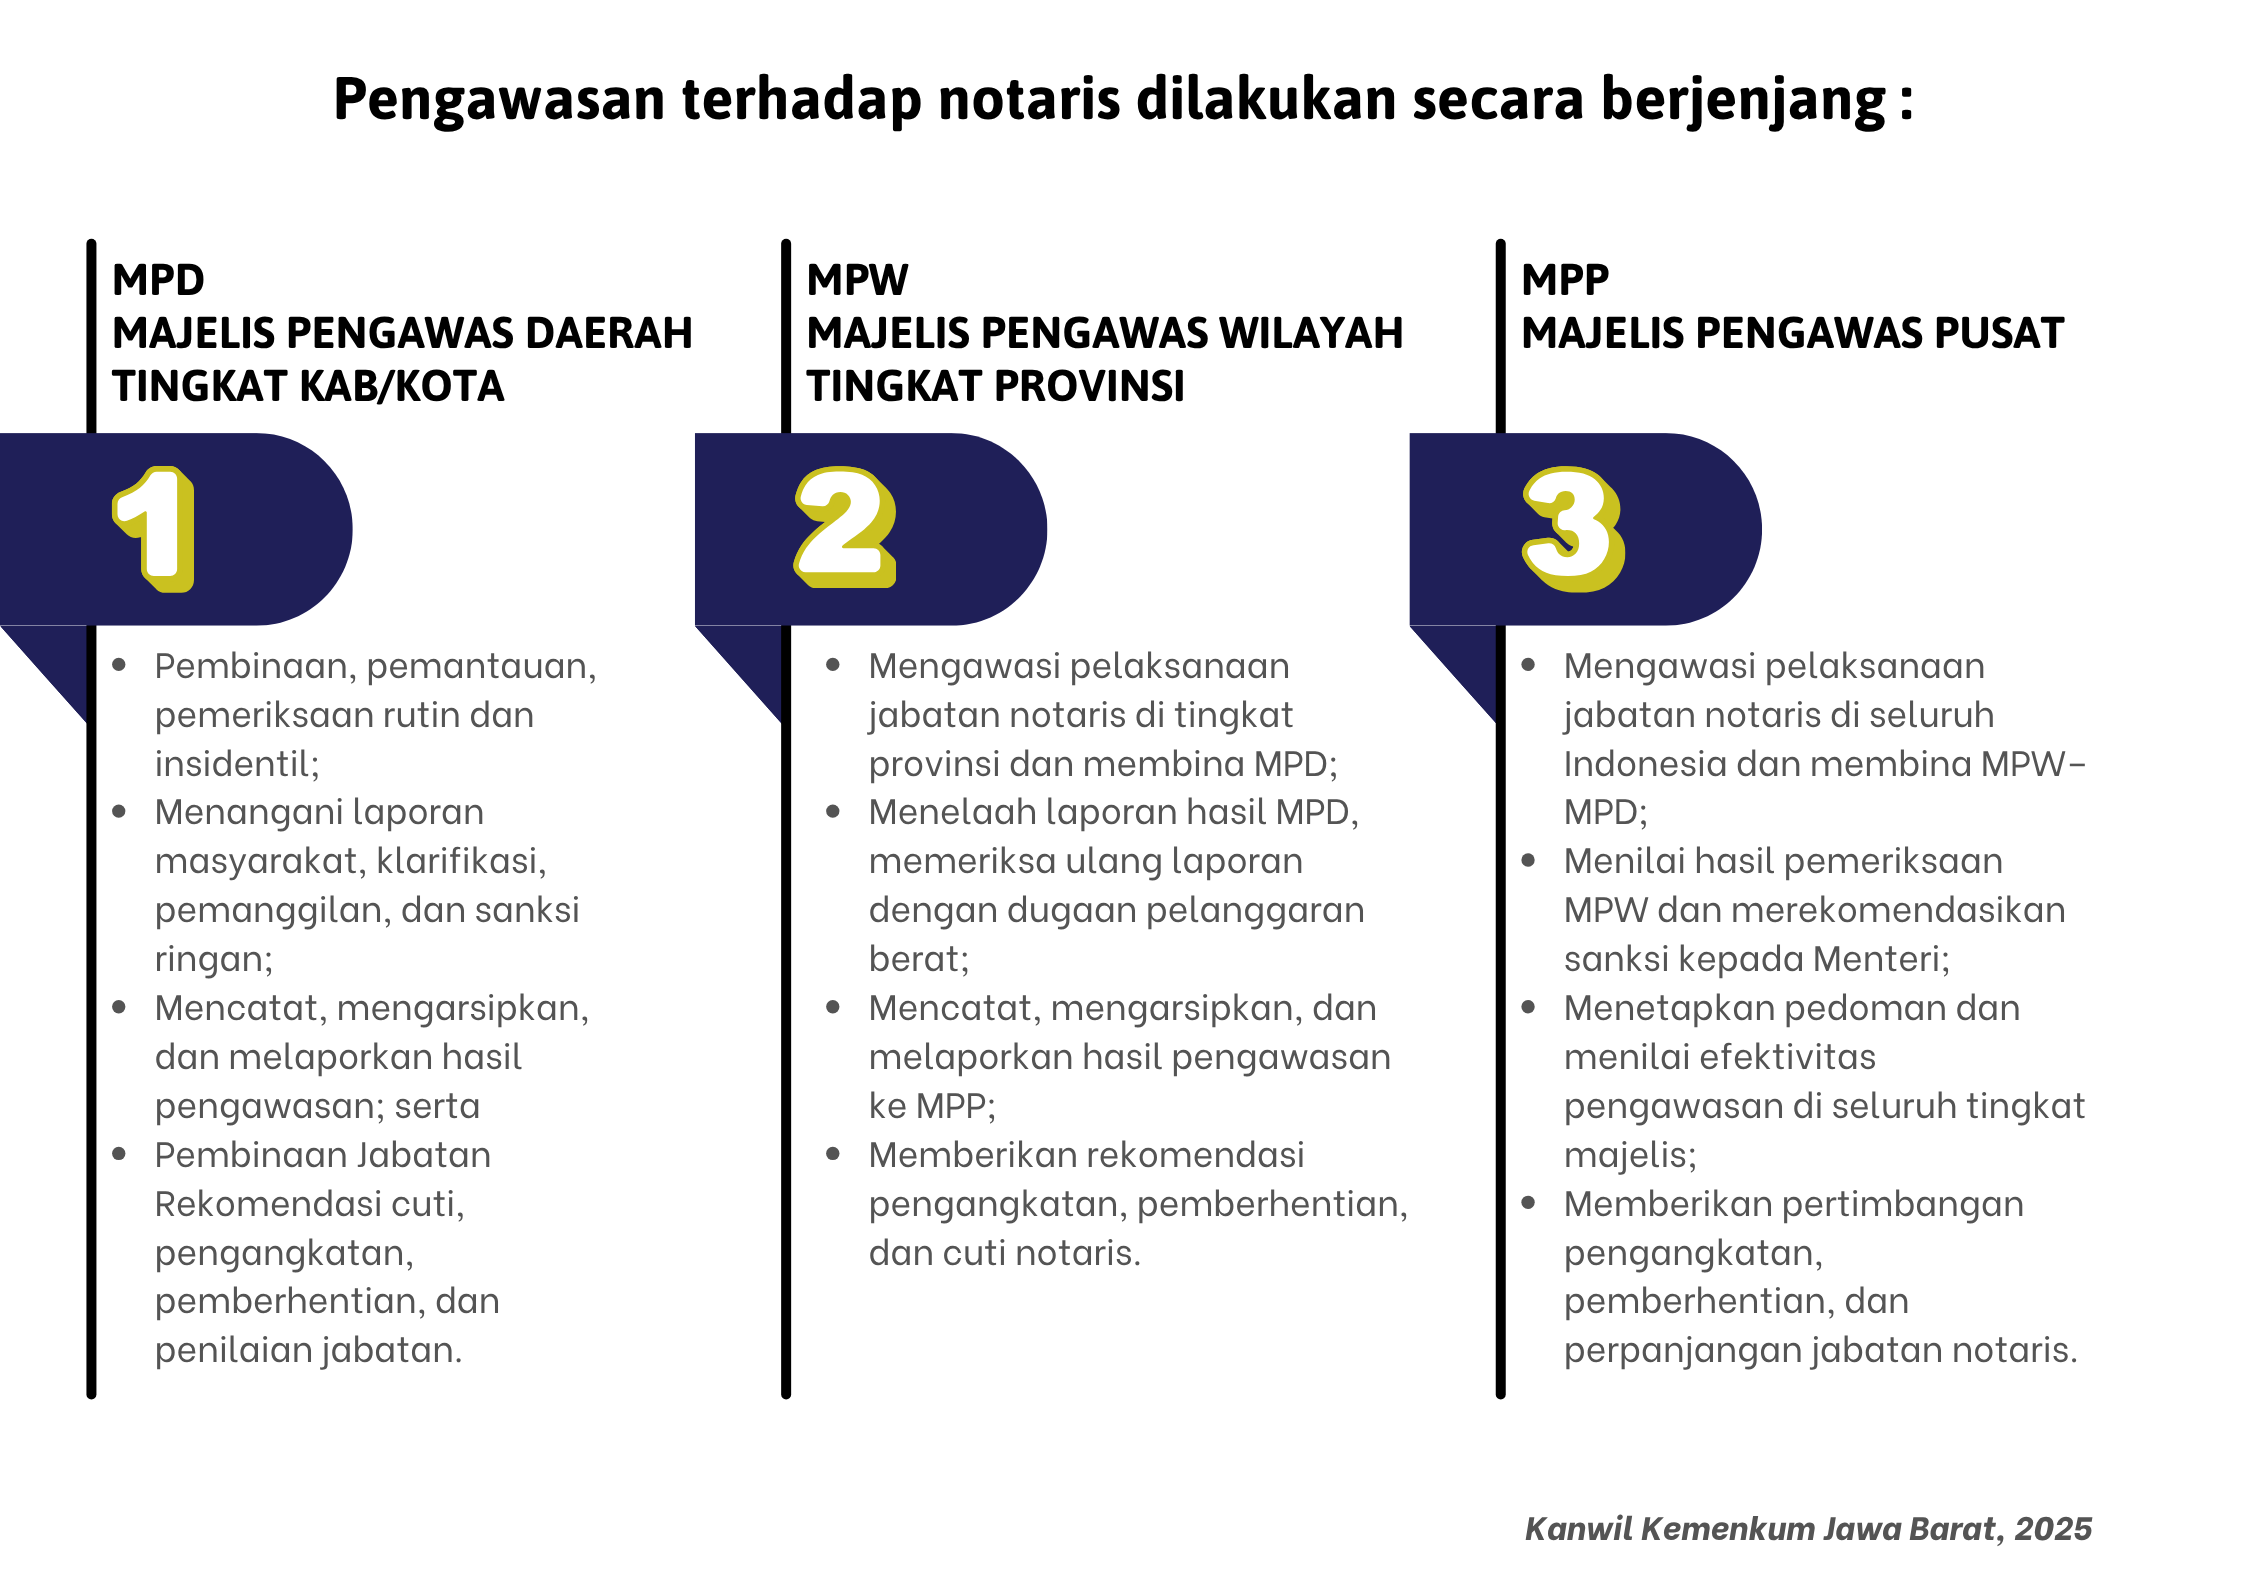 Pengawasan terhadap notaris dilakukan secara berjenjang :
MPD
MAJELIS PENGAWAS DAERAH
TINGKAT KAB/KOTA
1
• Pembinaan, pemantauan,
pemeriksaan rutin dan
insidentil;
• Menangani laporan
masyarakat, klarifikasi,
pemanggilan, dan sanksi
ringan;
• Mencatat, mengarsipkan,
dan melaporkan hasil
pengawasan; serta
• Pembinaan Jabatan
Rekomendasi cuti,
pengangkatan,
pemberhentian, dan
penilaian jabatan.
MPW
MAJELIS PENGAWAS WILAYAH
TINGKAT PROVINSI
2
• Mengawasi pelaksanaan
jabatan notaris di tingkat
provinsi dan membina MPD;
• Menelaah laporan hasil MPD,
memeriksa ulang laporan
dengan dugaan pelanggaran
berat;
• Mencatat, mengarsipkan, dan
melaporkan hasil pengawasan
ke MPP;
• Memberikan rekomendasi
pengangkatan, pemberhentian,
dan cuti notaris.
MPP
MAJELIS PENGAWAS PUSAT
3
• Mengawasi pelaksanaan
jabatan notaris di seluruh
Indonesia dan membina MPW–
MPD;
• Menilai hasil pemeriksaan
MPW dan merekomendasikan
sanksi kepada Menteri;
• Menetapkan pedoman dan
menilai efektivitas
pengawasan di seluruh tingkat
majelis;
• Memberikan pertimbangan
pengangkatan,
pemberhentian, dan
perpanjangan jabatan notaris.
Kanwil Kemenkum Jawa Barat, 2025